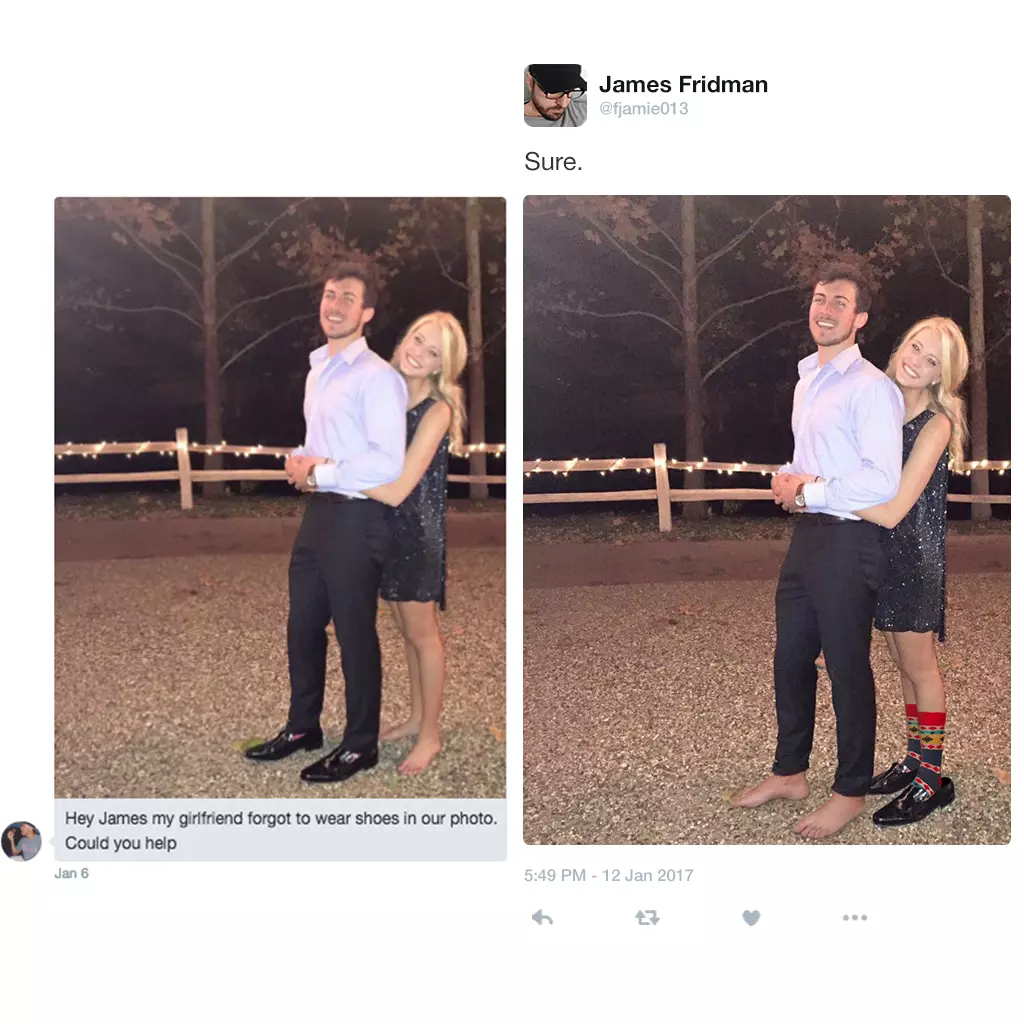 James Fridman
@fjamie013
Sure.
Hey James my girlfriend forgot to wear shoes in our photo.
Could you help
Jan 6
5:49 PM - 12 Jan 2017